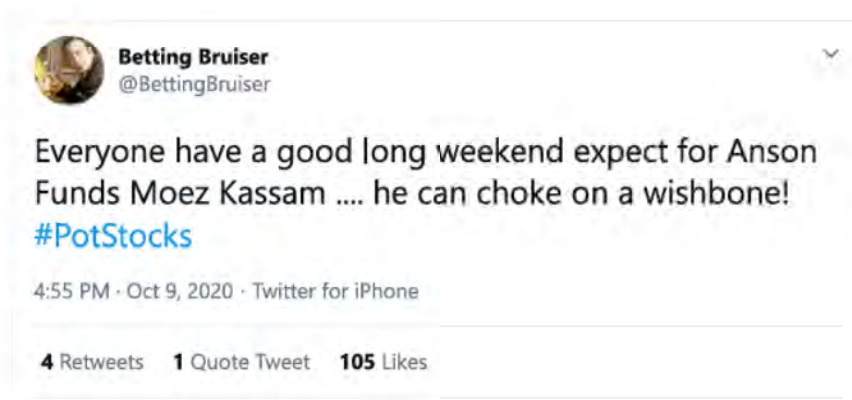 Betting Bruiser
@BettingBruiser
Everyone have a good long weekend expect for Anson
Funds Moez Kassam .... he can choke on a wishbone!
#PotStocks
4:55 PM · Oct 9, 2020 · Twitter for iPhone
4 Retweets 1 Quote Tweet 105 Likes